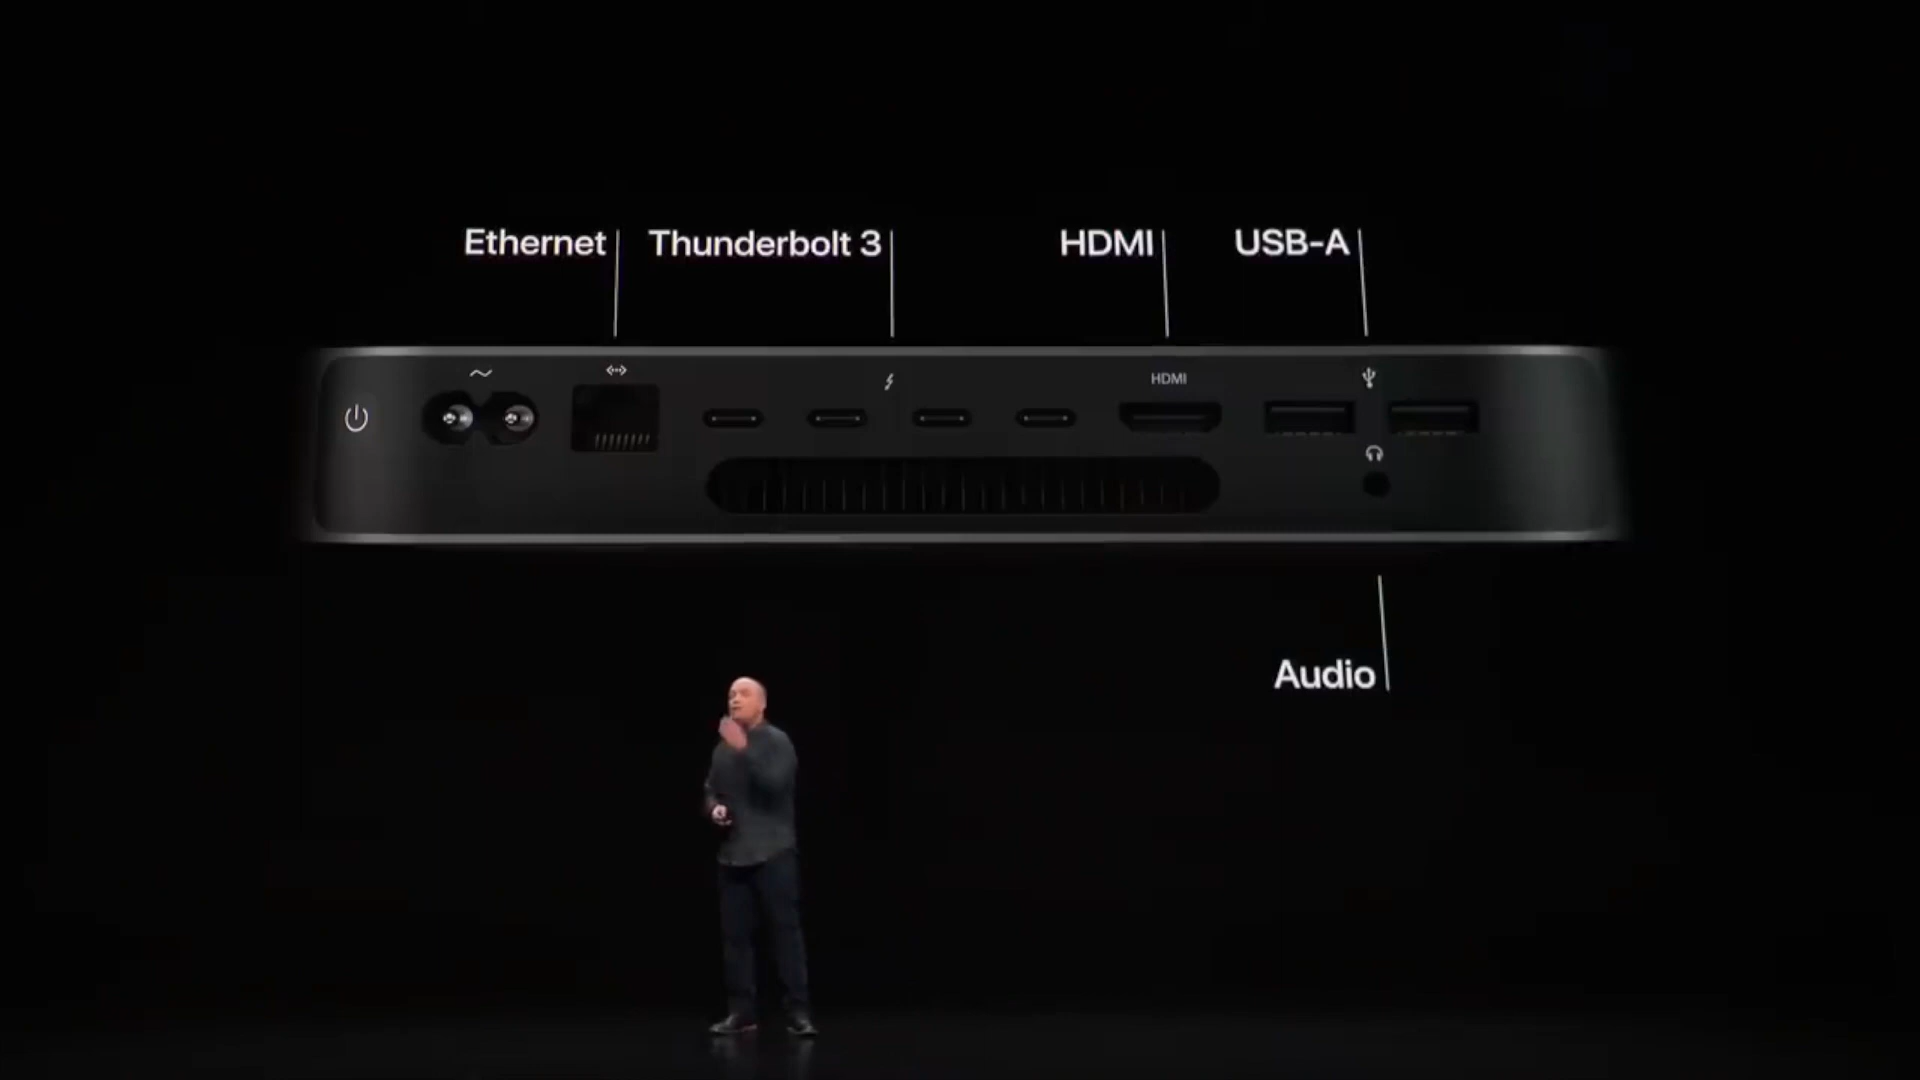 Ethernet
Thunderbolt 3
HDMI
USB-A
HDMI
Audio